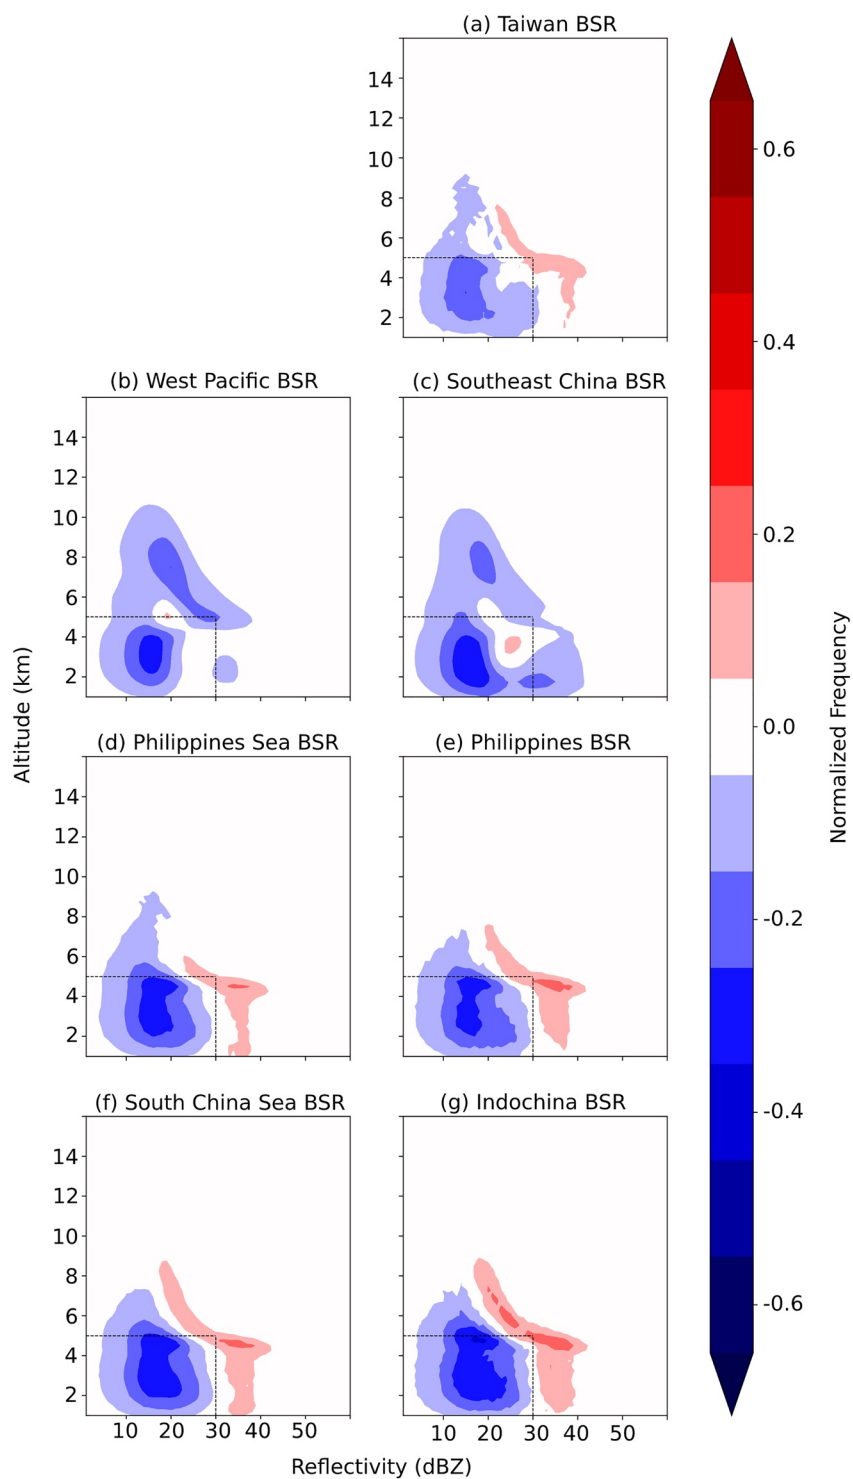 (a) Taiwan BSR
14
12
10
8
6
4
2
(b) West Pacific BSR
14
12
10
8
6
4
2
(c) Southeast China BSR
(d) Philippines Sea BSR
14
12
10
8
6
4
2
(e) Philippines BSR
(f) South China Sea BSR
14
12
10
8
6
4
2
10 20 30 40 50
(g) Indochina BSR
10 20 30 40 50
Altitude (km)
Reflectivity (dBZ)
0.6
0.4
0.2
0.0
-0.2
-0.4
-0.6
Normalized Frequency